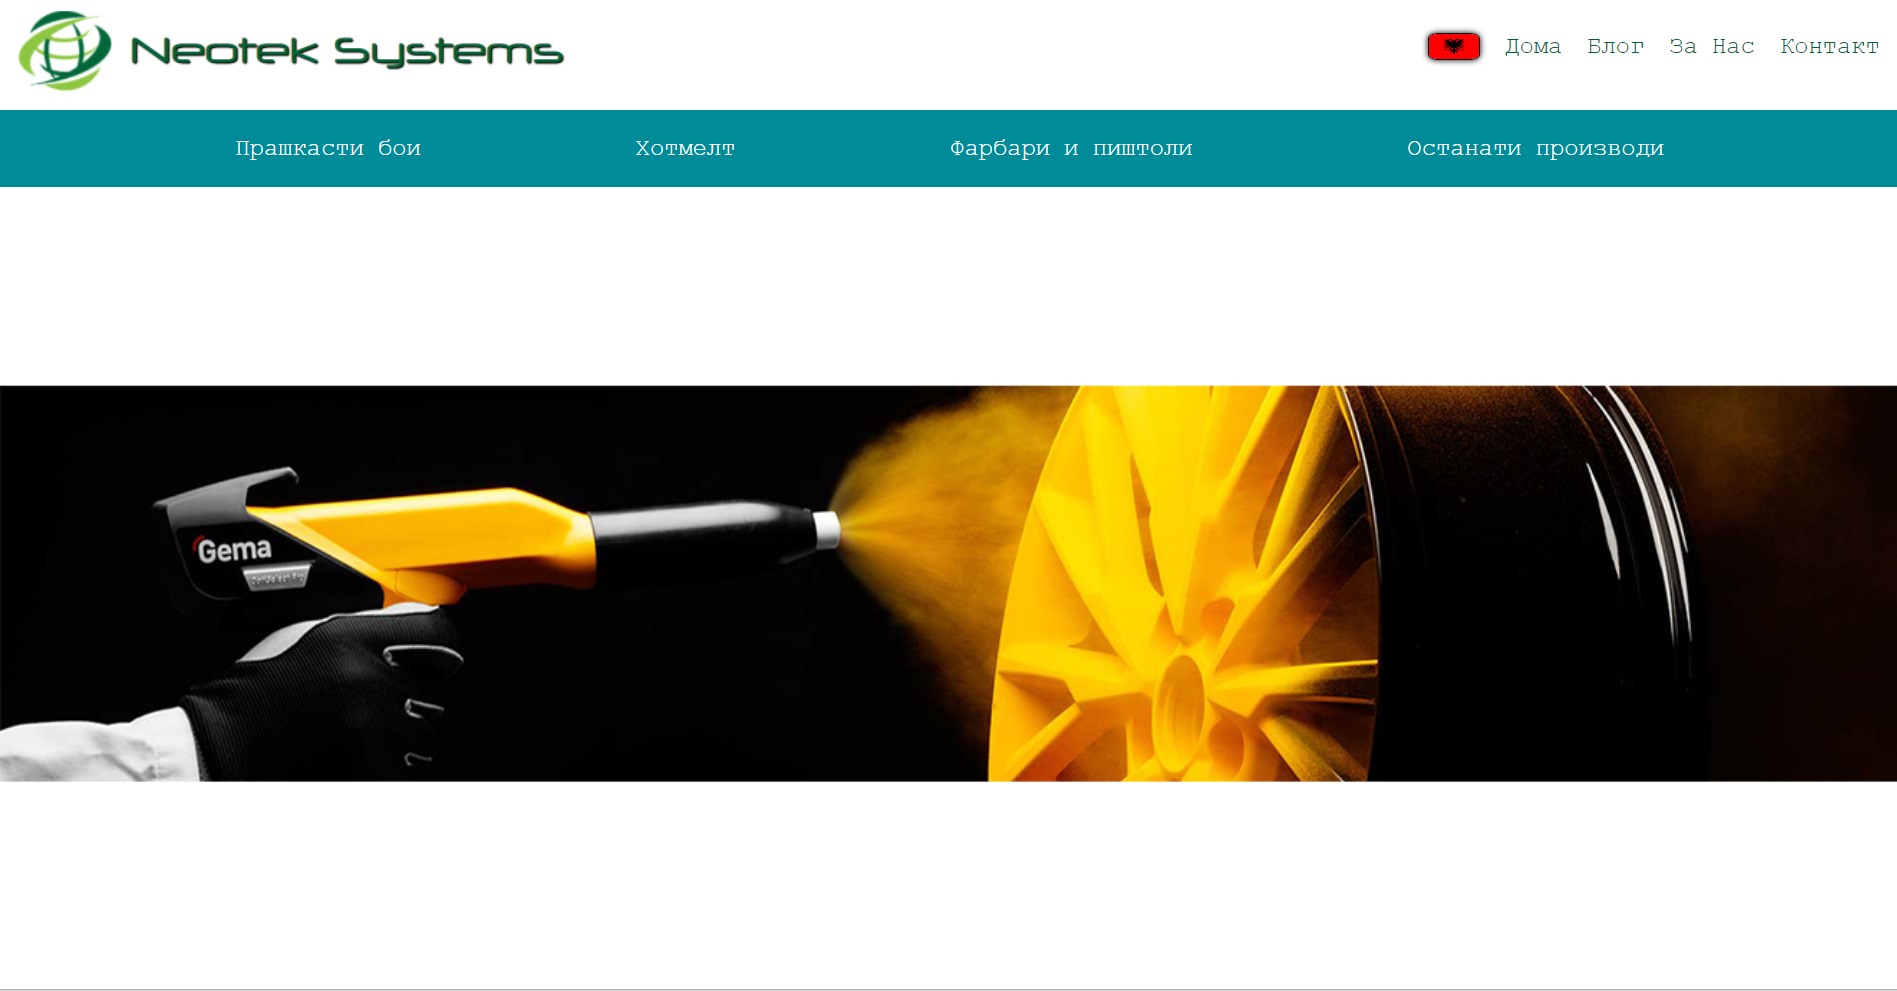 Neotek Systems
Дома Блог За Нас Контакт
Прашкасти бои Хотмелт Фарбари и пиштоли Останати производи
Gema